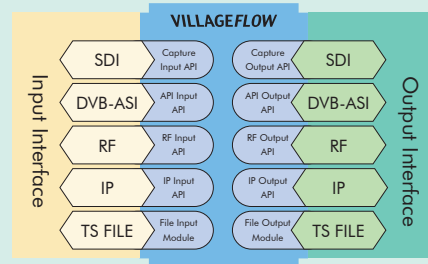 VILLAGEFLOW
Input Interface
SDI
Capture
Input API
Capture
Output API
SDI
DVB-ASI
API Input
API
API Output
API
DVB-ASI
RF
RF Input
API
RF Output
API
RF
IP
IP Input
API
IP Output
API
IP
TS FILE
File Input
Module
File Output
Module
TS FILE
Output Interface